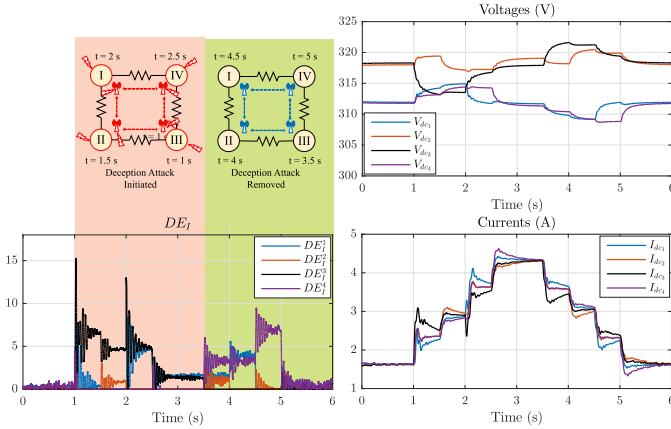 t = 2 s
t = 2.5 s
t = 4.5 s
t = 5 s
I
IV
I
IV
II
III
II
III
t = 1.5 s
t = 1 s
t = 4 s
t = 3.5 s
Deception Attack
Initiated
Deception Attack
Removed
Voltages (V)
325
320
315
310
305
300
V_dc₁
V_dc₂
V_dc₃
V_dc₄
0 1 2 3 4 5 6
Time (s)
DE_I
15
10
5
0
DE_I^1
DE_I^2
DE_I^3
DE_I^4
0 1 2 3 4 5 6
Time (s)
Currents (A)
5
4
3
2
1
I_dc₁
I_dc₂
I_dc₃
I_dc₄
0 1 2 3 4 5 6
Time (s)